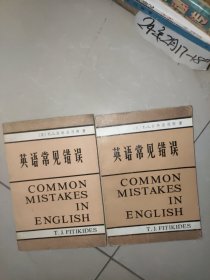 英语常见错误
COMMON
MISTAKES
IN
ENGLISH
T. J. FITIKIDES
英语常见错误
COMMON
MISTAKES
IN
ENGLISH
T. J. FITIKIDES